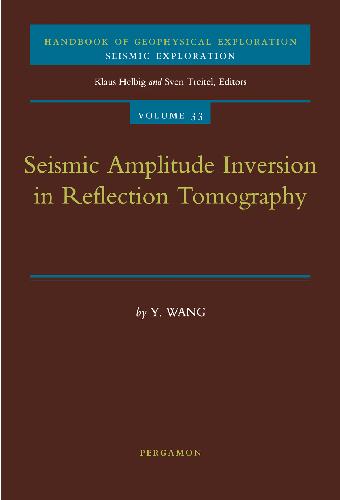 HANDBOOK OF GEOPHYSICAL EXPLORATION
SEISMIC EXPLORATION
Klaus Helbig and Sven Treitel, Editors
VOLUME 33
Seismic Amplitude Inversion
in Reflection Tomography
by Y. WANG
PERGAMON